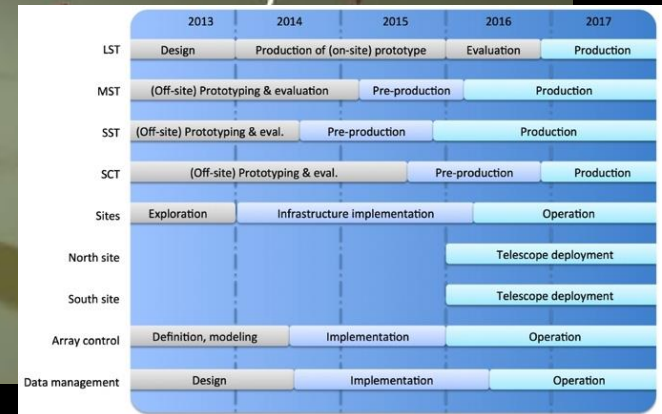 2013 2014 2015 2016 2017
LST Design Production of (on-site) prototype Evaluation Production
MST (Off-site) Prototyping & evaluation Pre-production Production
SST (Off-site) Prototyping & eval. Pre-production Production
SCT (Off-site) Prototyping & eval. Pre-production Production
Sites Exploration Infrastructure implementation Operation
North site Telescope deployment
South site Telescope deployment
Array control Definition, modeling Implementation Operation
Data management Design Implementation Operation